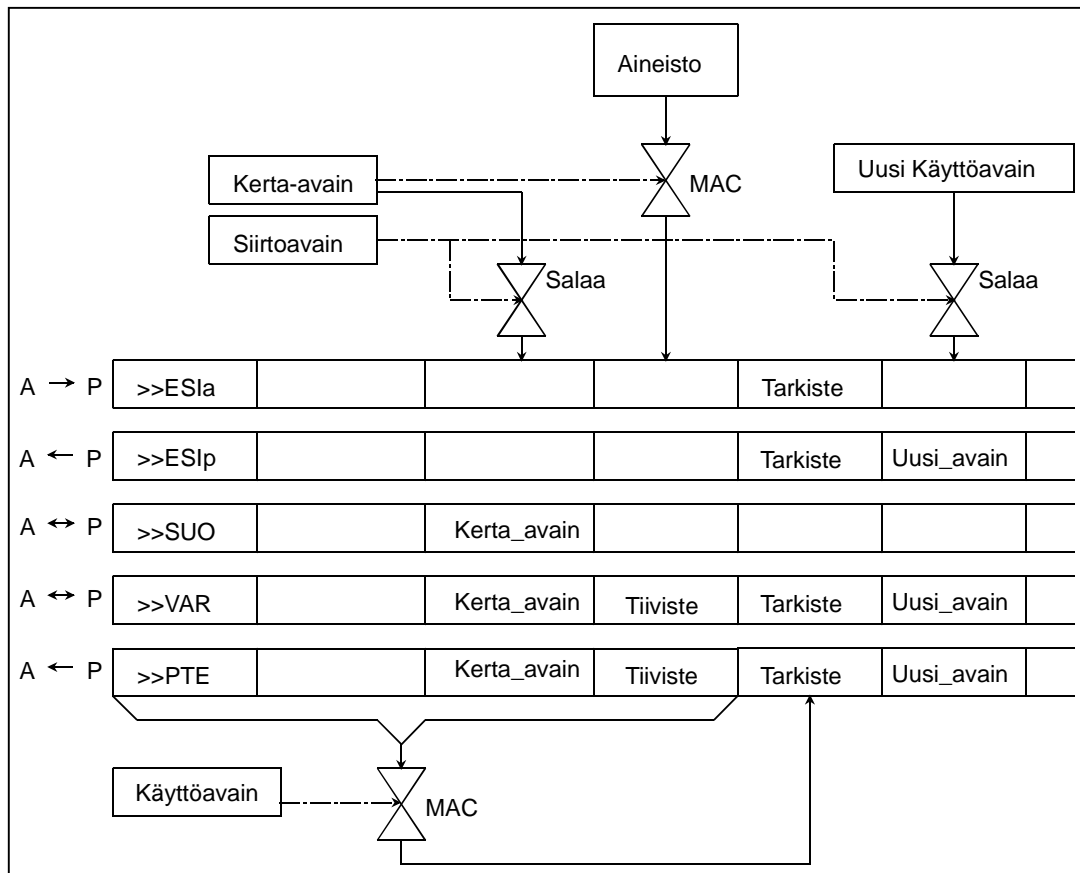 Aineisto
Kerta-avain
MAC
Uusi Käyttöavain
Siirtoavain
Salaa
Salaa
A → P >>ESIa Tarkiste
A ← P >>ESIp Tarkiste Uusi_avain
A ↔ P >>SUO Kerta_avain
A ↔ P >>VAR Kerta_avain Tiiviste Tarkiste Uusi_avain
A ← P >>PTE Kerta_avain Tiiviste Tarkiste Uusi_avain
Käyttöavain
MAC